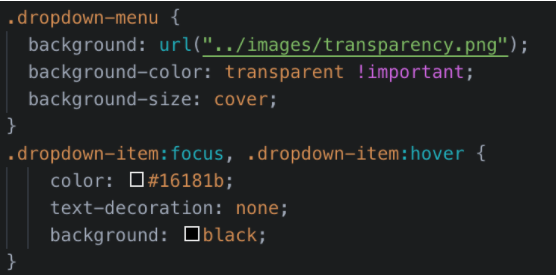 .dropdown-menu {
background: url("../images/transparency.png");
background-color: transparent !important;
background-size: cover;
}
.dropdown-item:focus, .dropdown-item:hover {
color: #16181b;
text-decoration: none;
background: black;
}